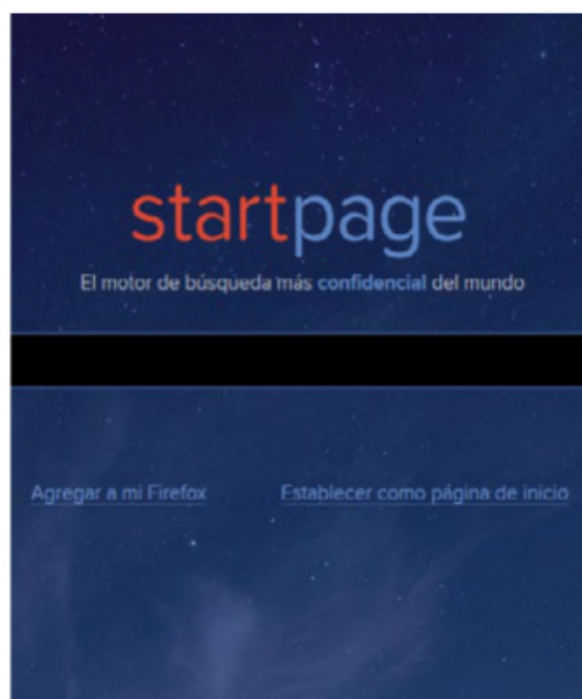 startpage
El motor de búsqueda más confidencial del mundo
Agregar a mi Firefox Establecer como página de inicio